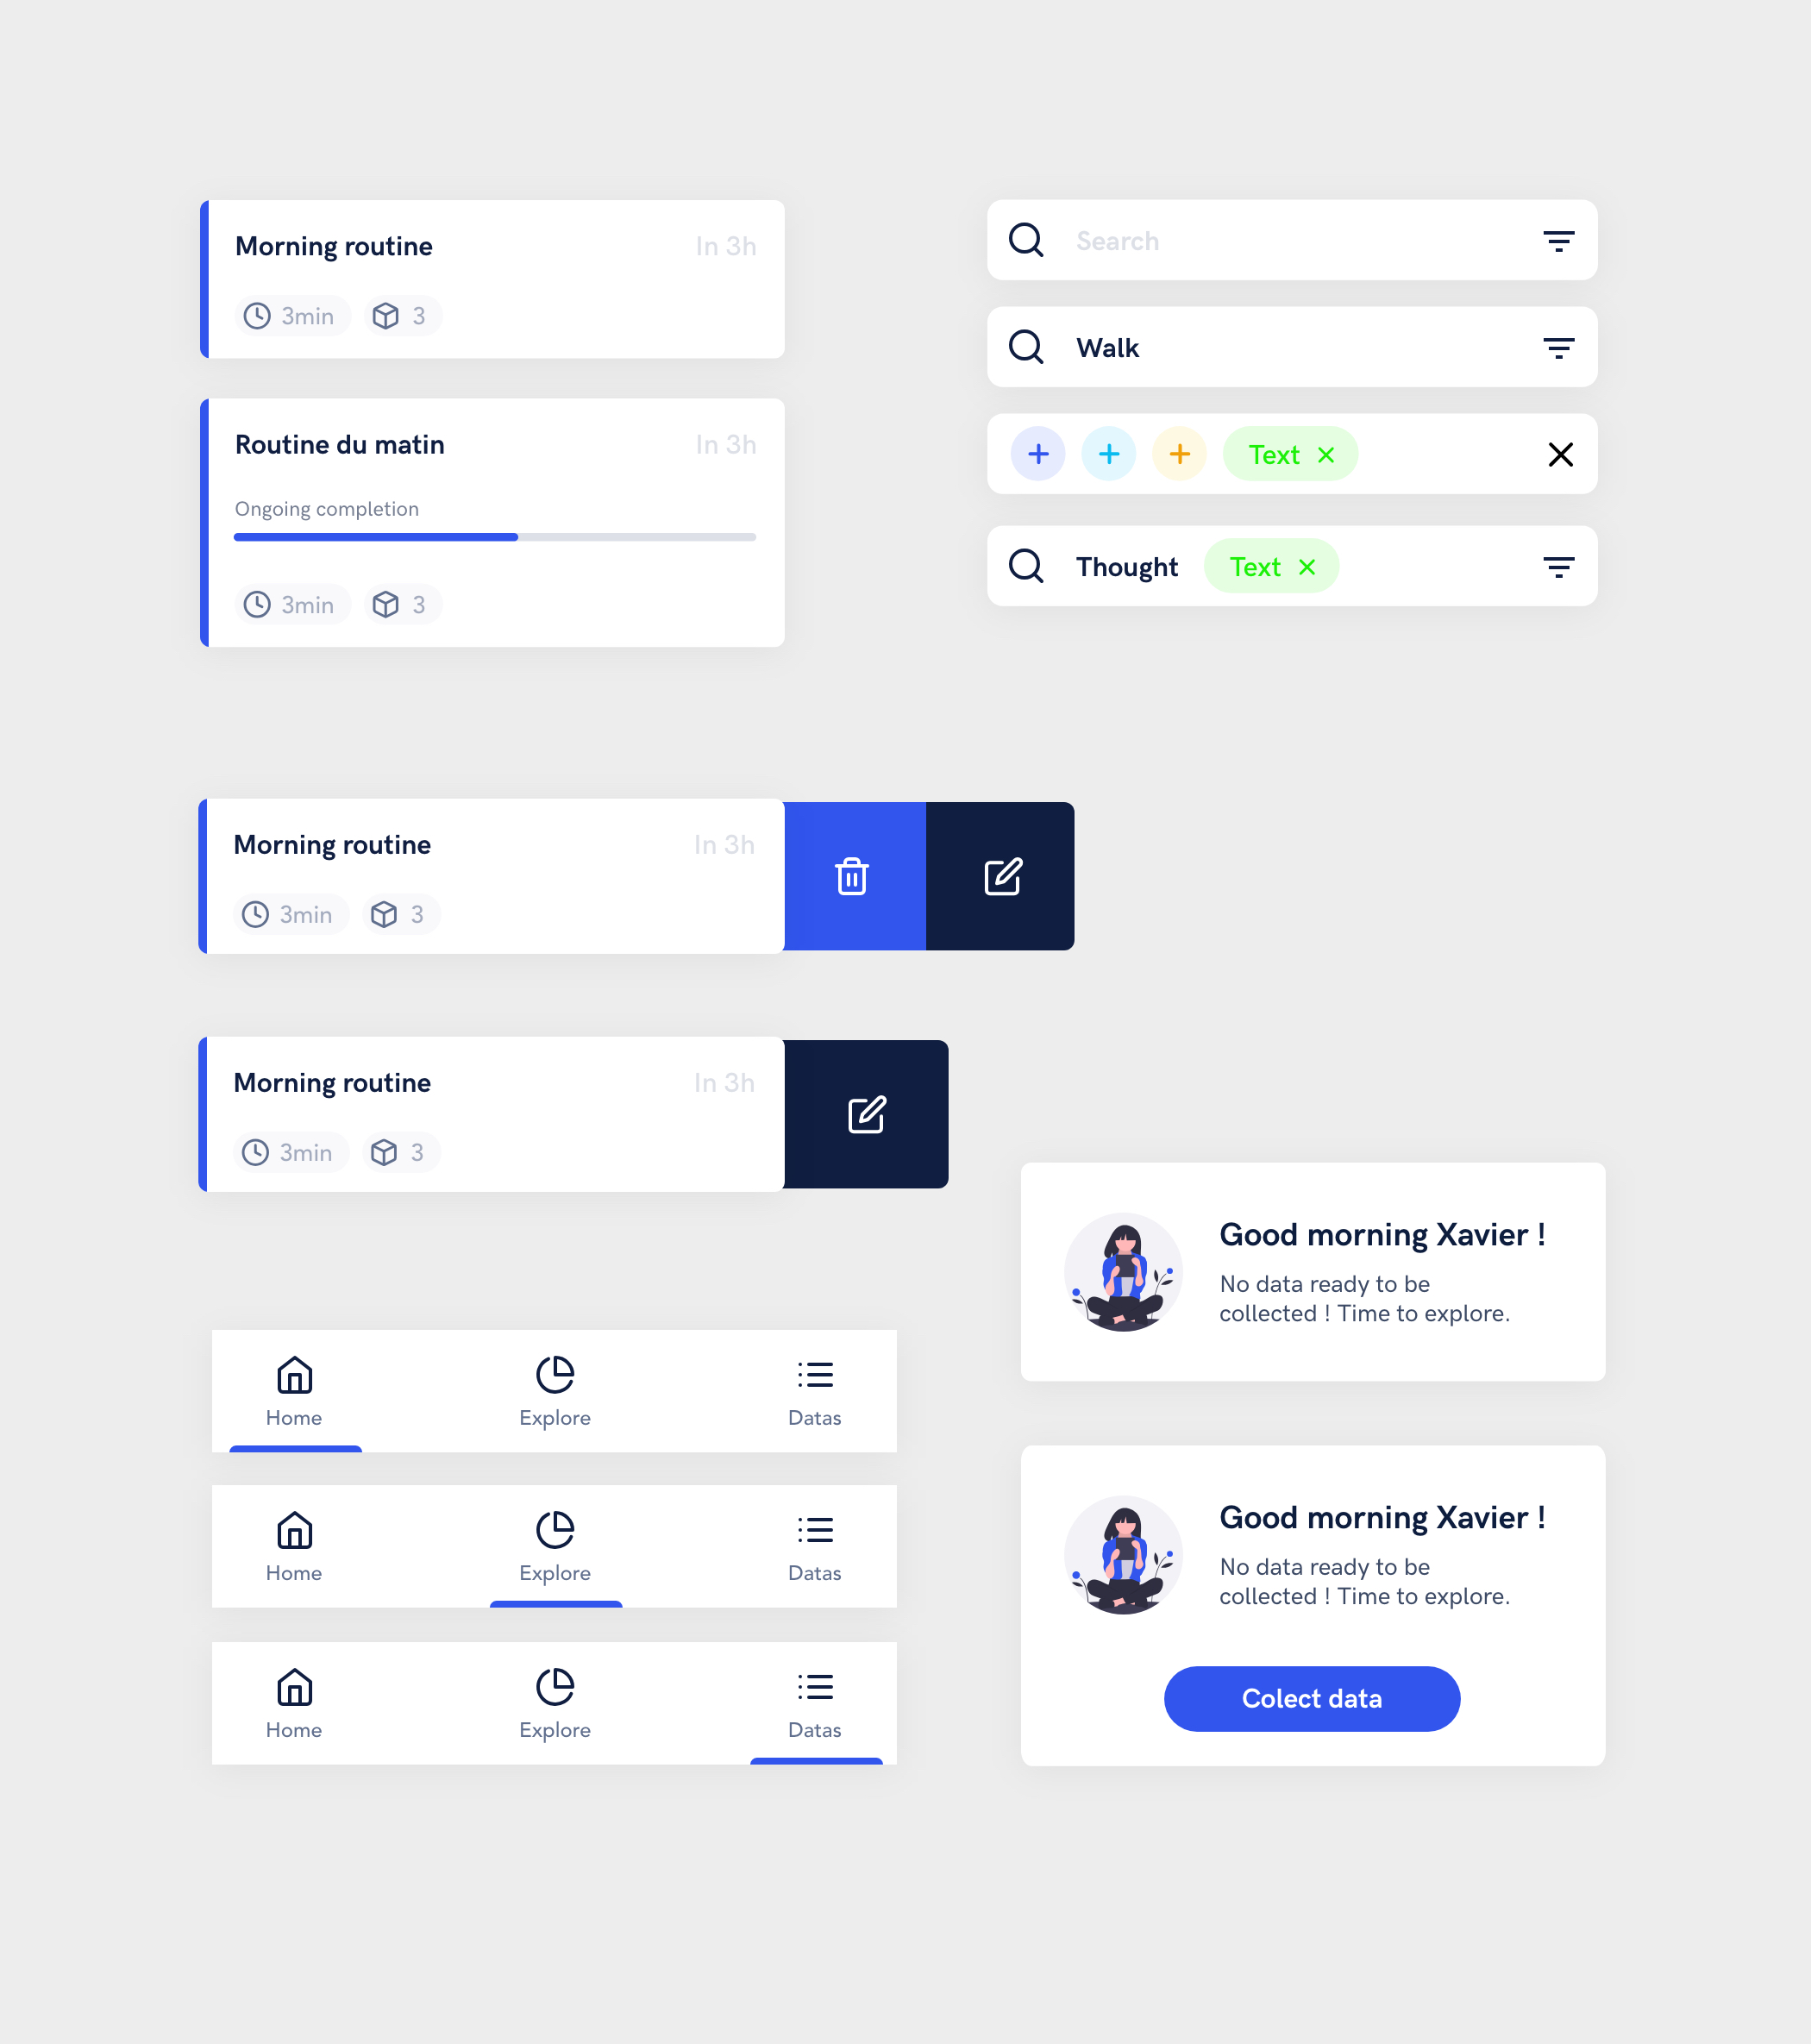 Morning routine
In 3h
3min
3
Routine du matin
In 3h
Ongoing completion
3min
3
Search
Walk
Text
Thought
Text
Morning routine
In 3h
3min
3
Morning routine
In 3h
3min
3
Home
Explore
Datas
Home
Explore
Datas
Home
Explore
Datas
Good morning Xavier !
No data ready to be
collected ! Time to explore.
Good morning Xavier !
No data ready to be
collected ! Time to explore.
Colect data